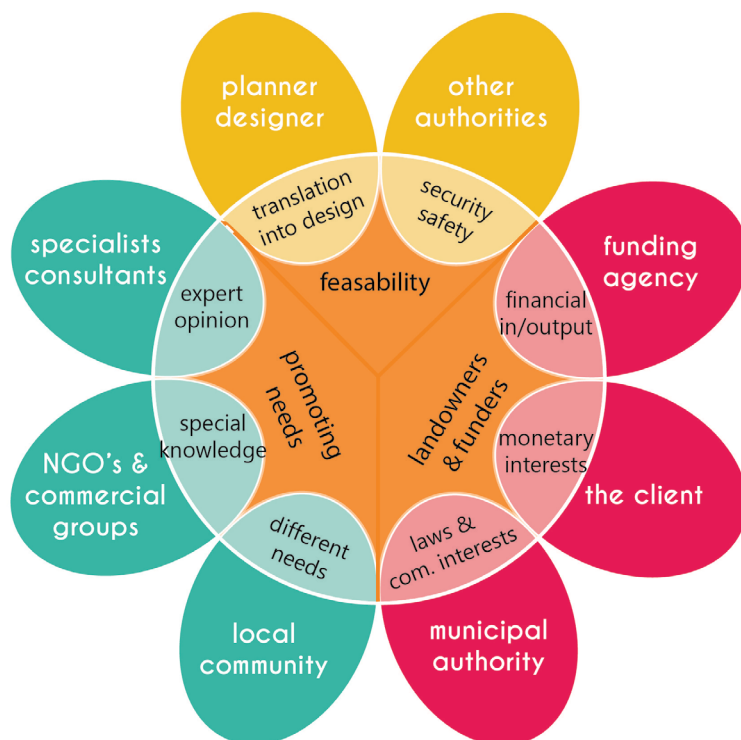 planner
designer
other
authorities
translation
into design
security
safety
specialists
consultants
funding
agency
feasability
expert
opinion
financial
in/output
promoting
needs
landowners
& funders
special
knowledge
monetary
interests
NGO's &
commercial
groups
the client
different
needs
laws &
com. interests
local
community
municipal
authority